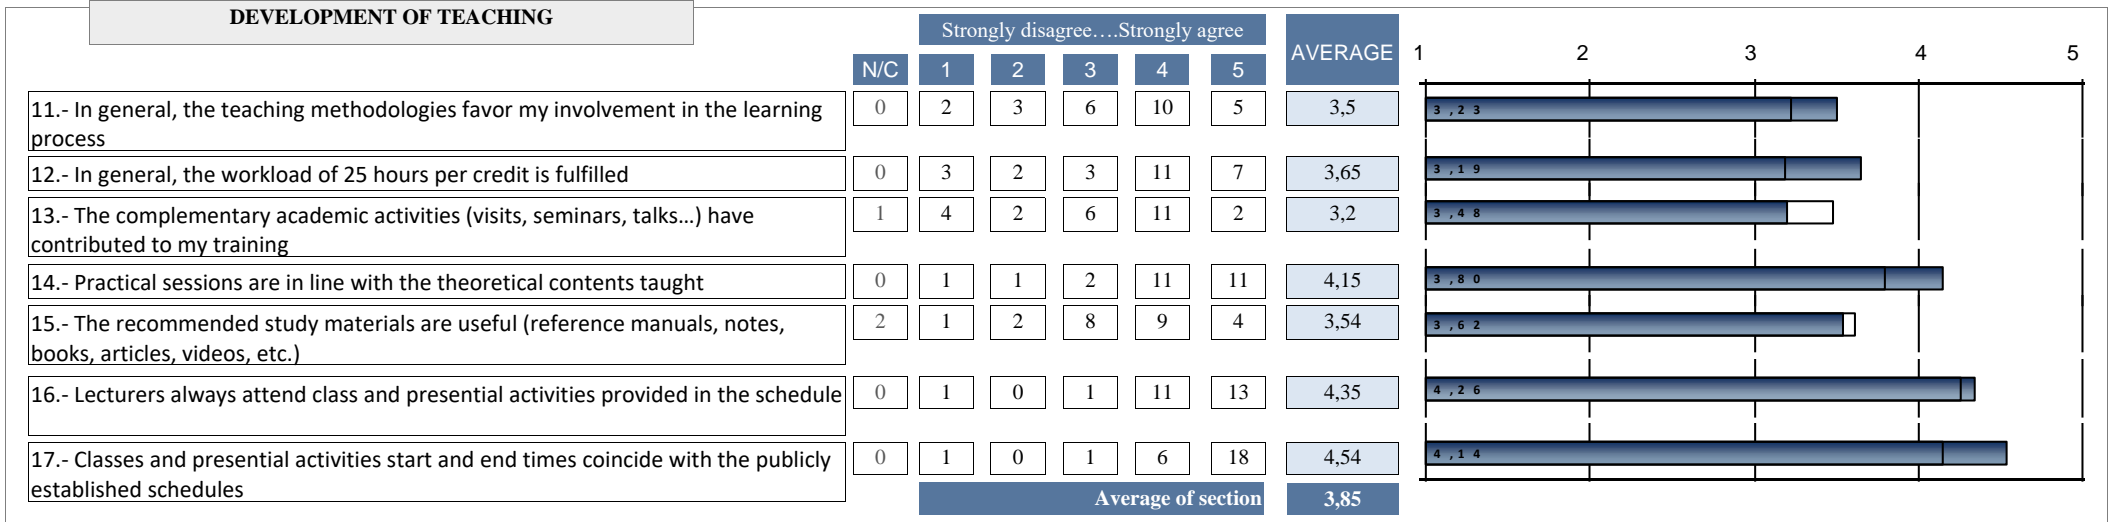 DEVELOPMENT OF TEACHING
Strongly disagree….Strongly agree
AVERAGE
1 2 3 4 5
N/C 1 2 3 4 5
11.- In general, the teaching methodologies favor my involvement in the learning
process
0 2 3 6 10 5 3,5 3,23
12.- In general, the workload of 25 hours per credit is fulfilled 0 3 2 3 11 7 3,65 3,19
13.- The complementary academic activities (visits, seminars, talks…) have
contributed to my training
1 4 2 6 11 2 3,2 3,48
14.- Practical sessions are in line with the theoretical contents taught 0 1 1 2 11 11 4,15 3,80
15.- The recommended study materials are useful (reference manuals, notes,
books, articles, videos, etc.)
2 1 2 8 9 4 3,54 3,62
16.- Lecturers always attend class and presential activities provided in the schedule 0 1 0 1 11 13 4,35 4,26
17.- Classes and presential activities start and end times coincide with the publicly
established schedules
0 1 0 1 6 18 4,54 4,14
Average of section 3,85